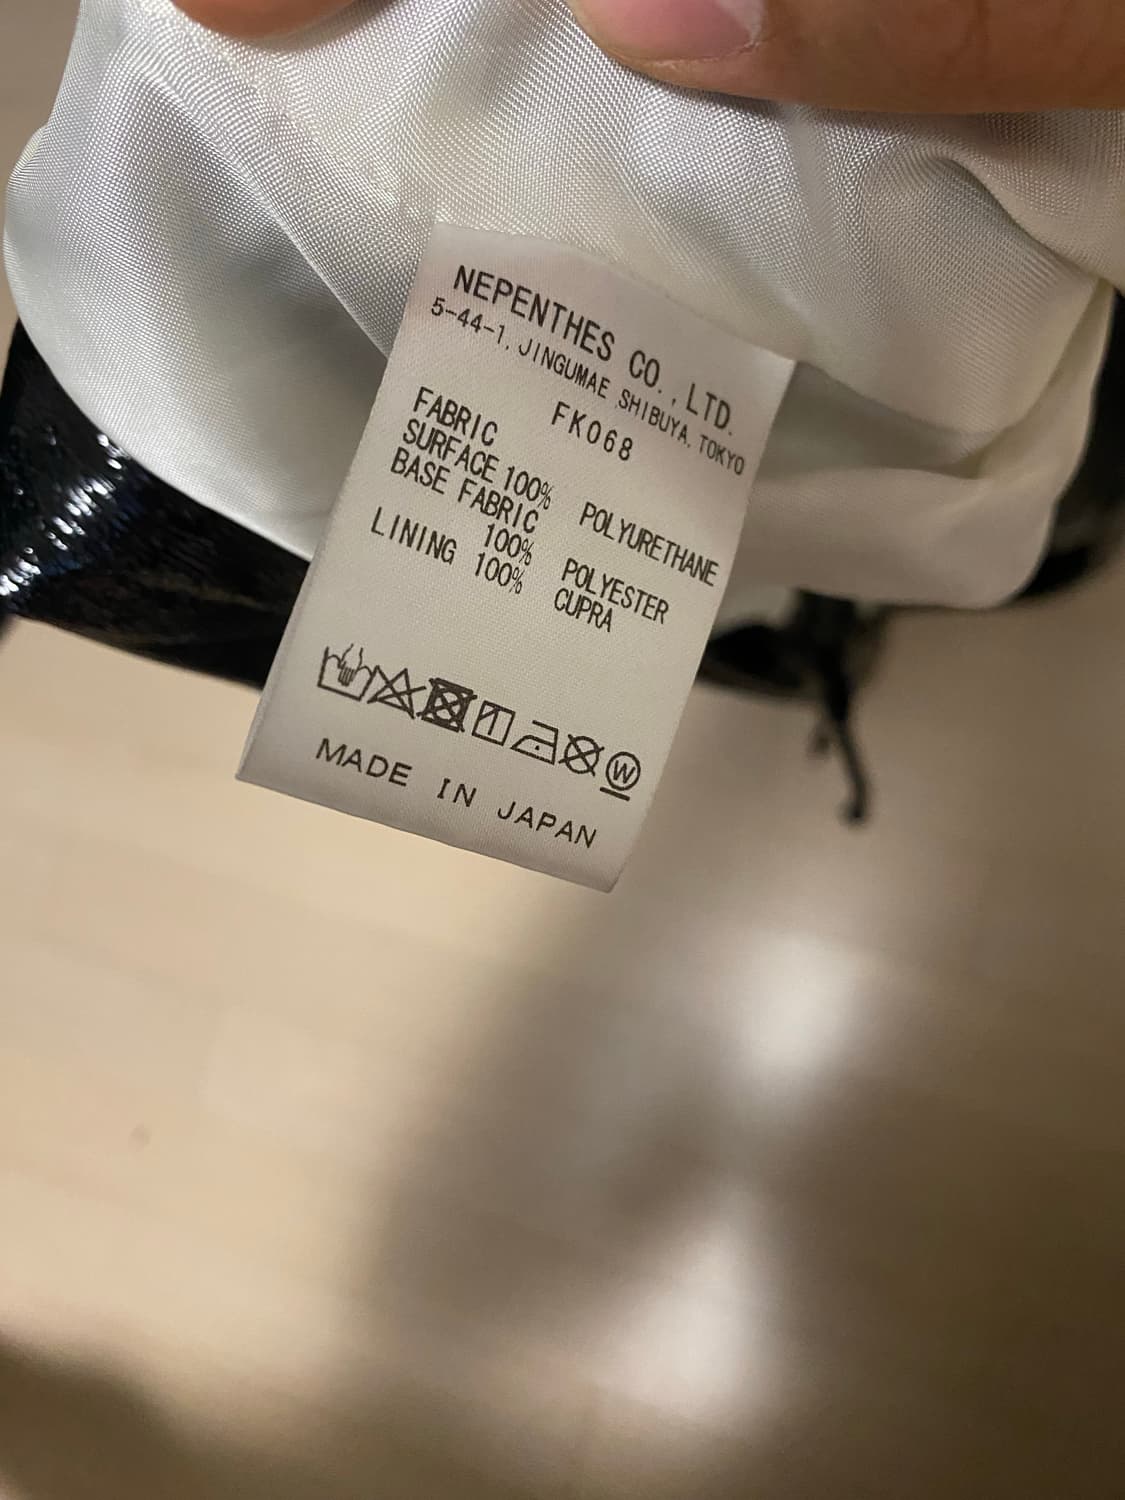 NEPENTHES CO.,LTD.
5-44-1, JINGUMAE ,SHIBUYA, TOKYO
FK068
FABRIC
SURFACE 100% POLYURETHANE
BASE FABRIC
100% POLYESTER
LINING 100% CUPRA
W
MADE IN JAPAN